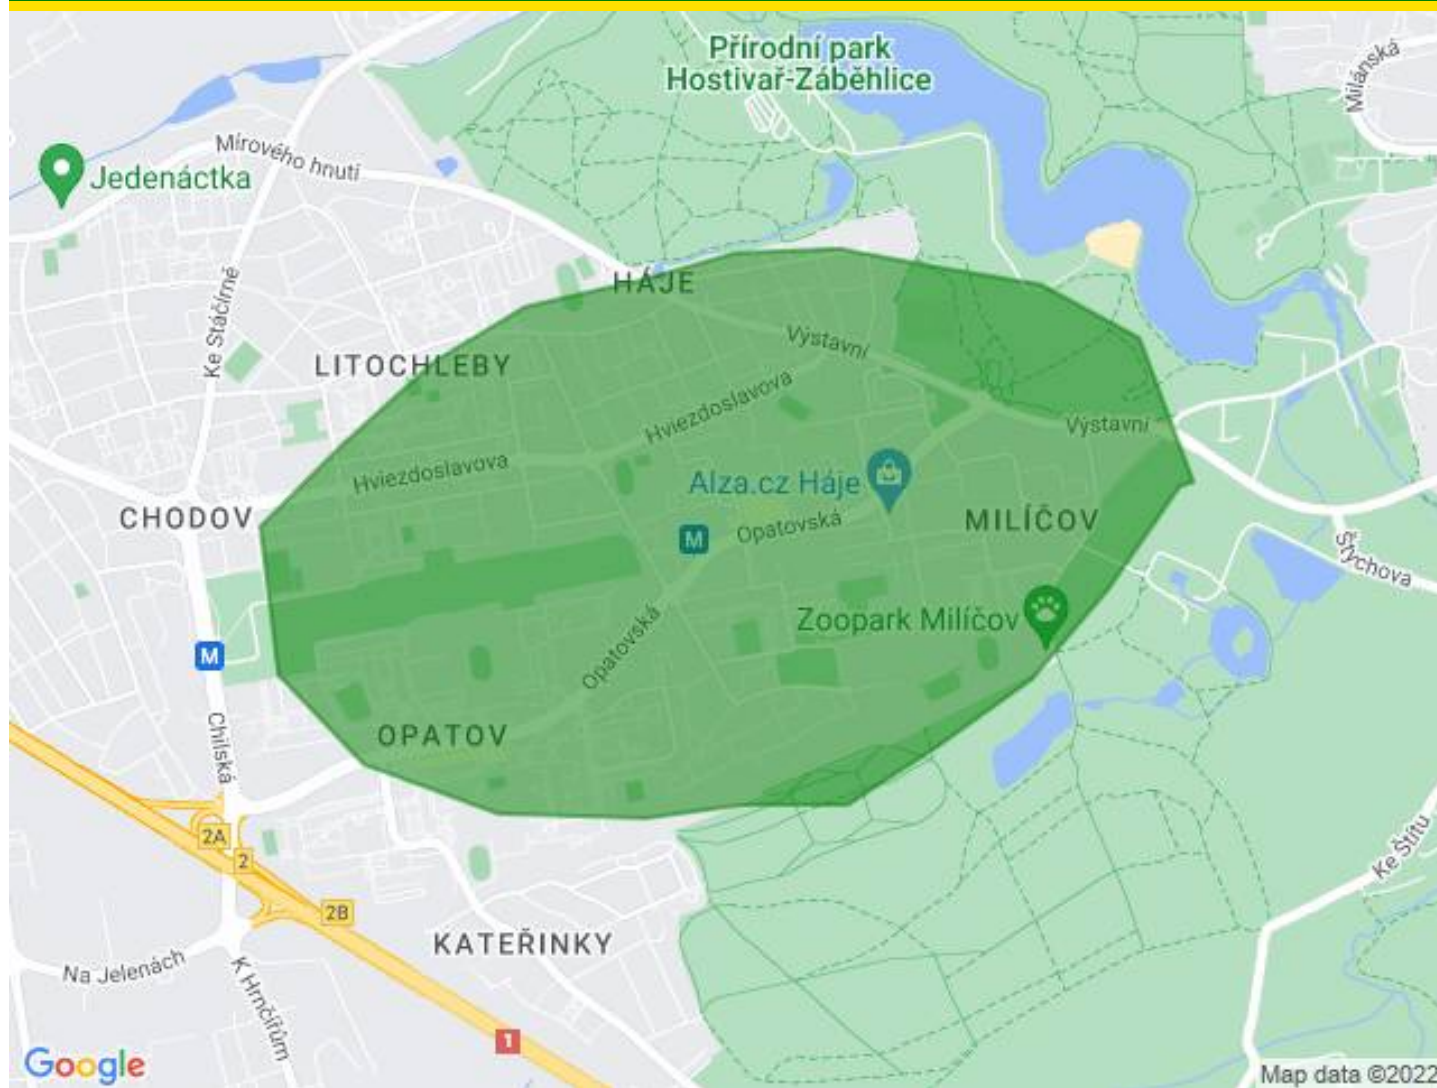 Přírodní park
Hostivař-Záběhlice
Milánská
Mírového hnutí
Jedenáctka
HÁJE
Ke Stáčírně
Výstavní
LITOCHLEBY
Hviezdoslavova
Výstavní
Hviezdoslavova
Alza.cz Háje
CHODOV
M
Opatovská
MILÍČOV
Štychova
Zoopark Milíčov
Opatovská
M
OPATOV
Chilská
2A
2
Ke Štítu
2B
KATEŘINKY
Na Jelenách
K Hrnčířům
1
Google
Map data ©2022